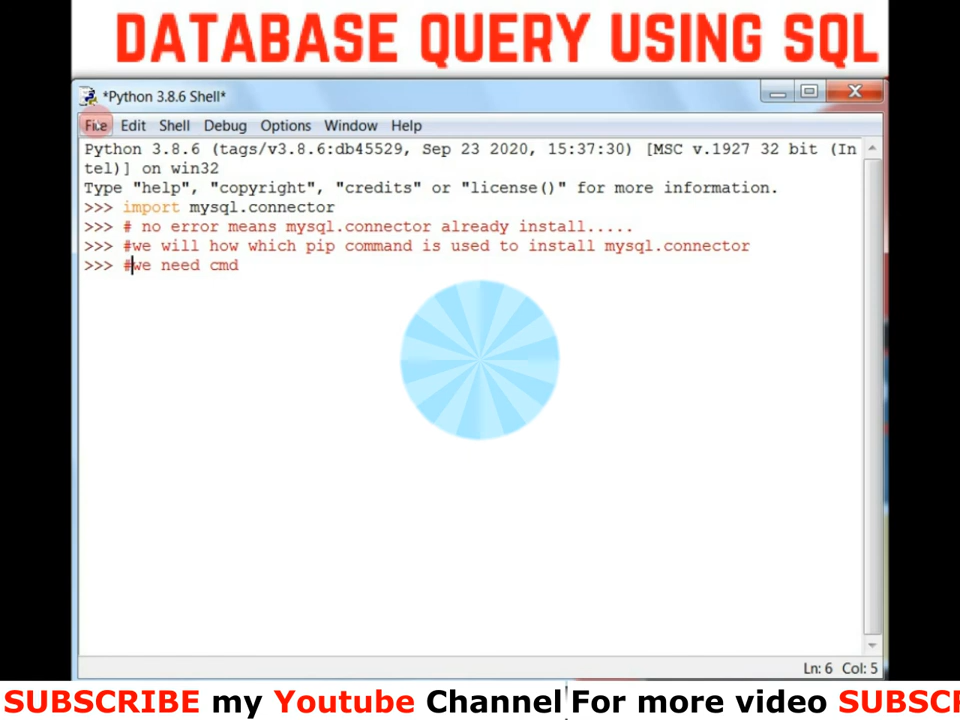 DATABASE QUERY USING SQL
*Python 3.8.6 Shell*
File Edit Shell Debug Options Window Help
Python 3.8.6 (tags/v3.8.6:db45529, Sep 23 2020, 15:37:30) [MSC v.1927 32 bit (In
tel)] on win32
Type "help", "copyright", "credits" or "license()" for more information.
>>> import mysql.connector
>>> # no error means mysql.connector already install.....
>>> #we will how which pip command is used to install mysql.connector
>>> #we need cmd
Ln: 6 Col: 5
SUBSCRIBE my Youtube Channel For more video SUBSCR